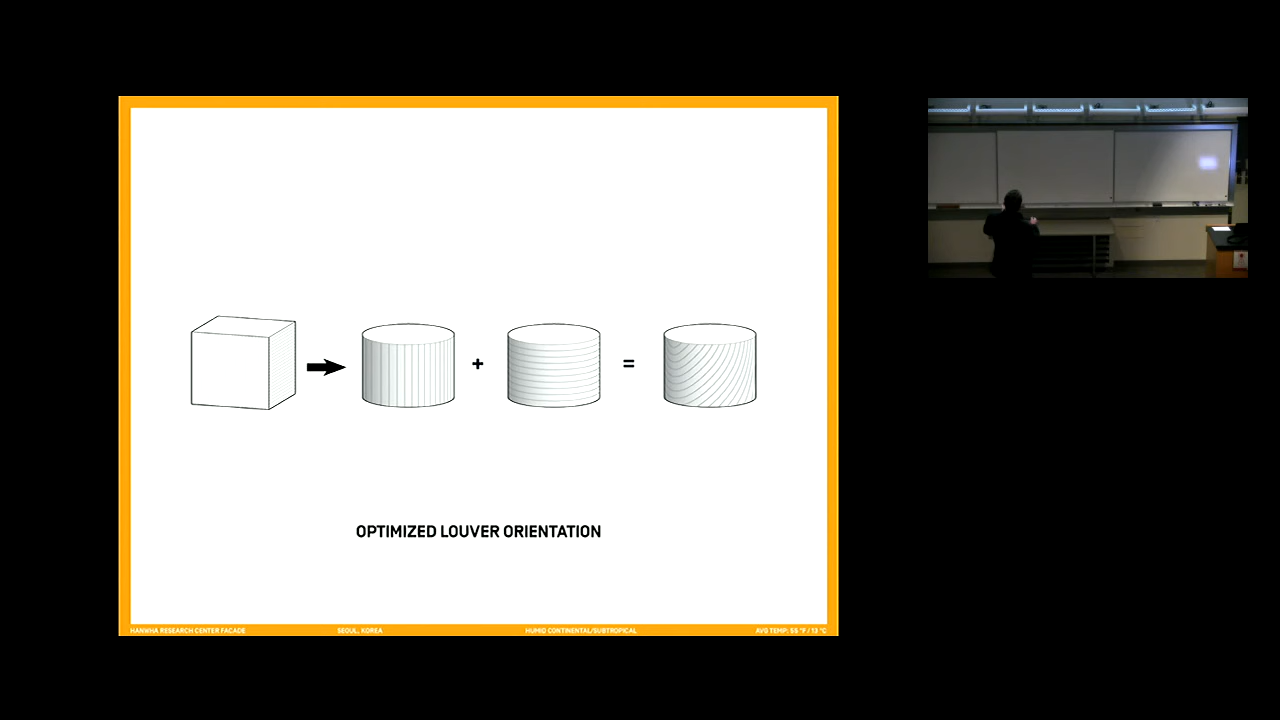 + =
OPTIMIZED LOUVER ORIENTATION
HANWHA RESEARCH CENTER FACADE SEOUL, KOREA HUMID CONTINENTAL/SUBTROPICAL AVG TEMP: 55 °F / 13 °C